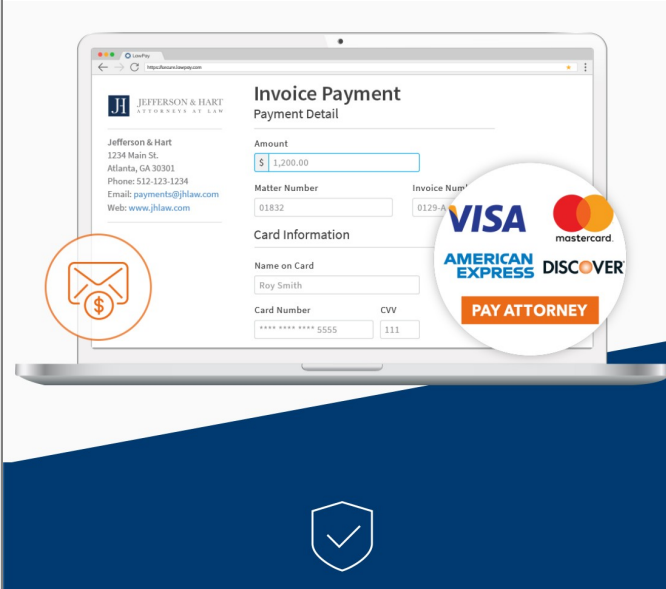 LawPay
https://secure.lawpay.com
JH JEFFERSON & HART
ATTORNEYS AT LAW
Jefferson & Hart
1234 Main St.
Atlanta, GA 30301
Phone: 512-123-1234
Email: payments@jhlaw.com
Web: www.jhlaw.com
Invoice Payment
Payment Detail
Amount
$ 1,200.00
Matter Number
Invoice Num
01832
0129-A
Card Information
Name on Card
Roy Smith
Card Number
CVV
**** **** **** 5555
111
VISA
mastercard.
AMERICAN
EXPRESS
DISCOVER
PAY ATTORNEY
$